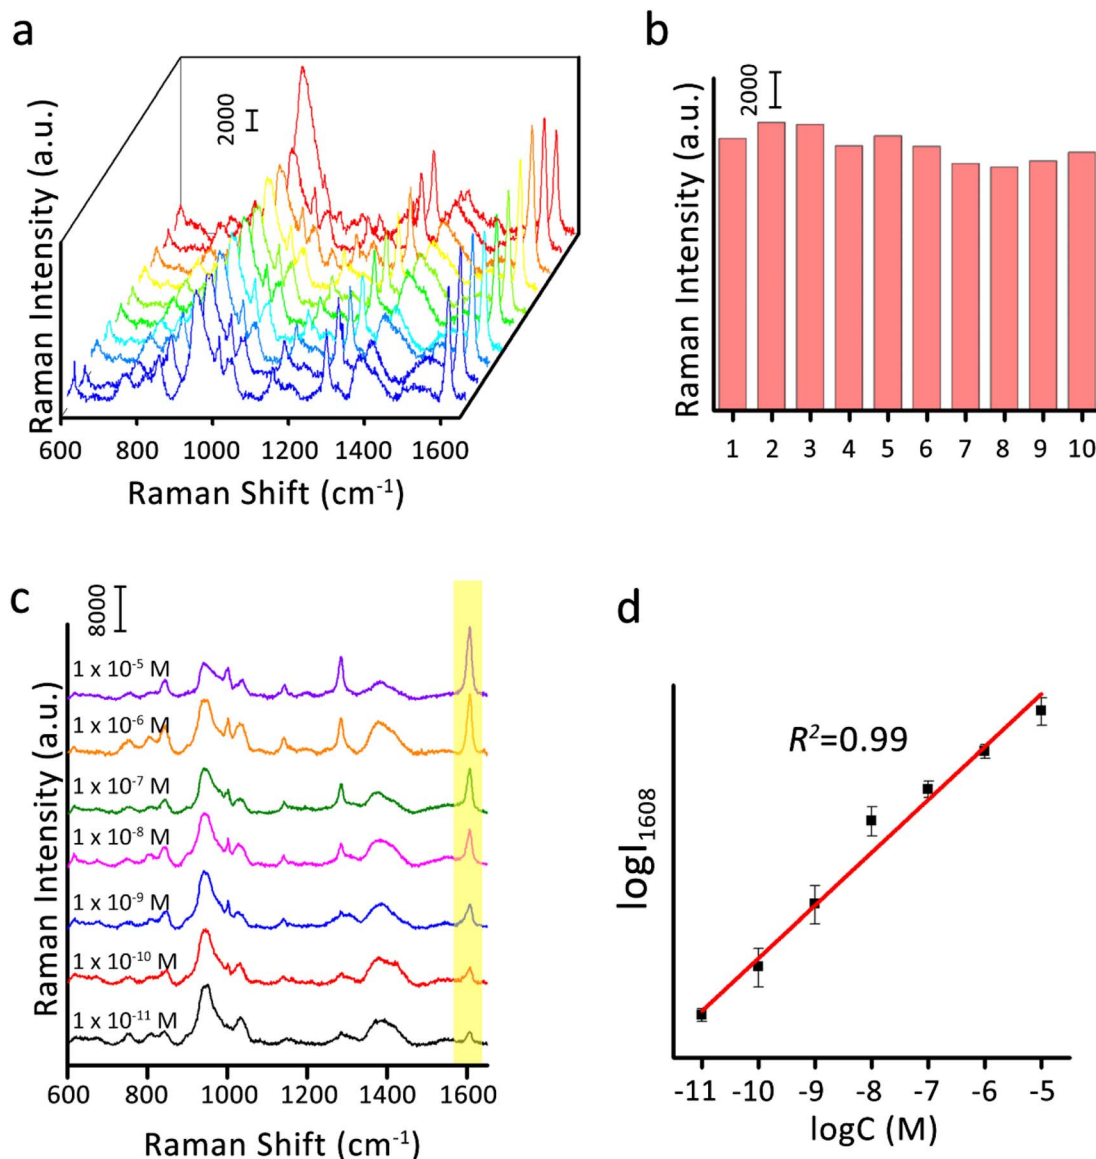 a
Raman Intensity (a.u.)
2000
600 800 1000 1200 1400 1600
Raman Shift (cm⁻¹)
b
Raman Intensity (a.u.)
2000
1 2 3 4 5 6 7 8 9 10
c
Raman Intensity (a.u.)
8000
1 x 10⁻⁵ M
1 x 10⁻⁶ M
1 x 10⁻⁷ M
1 x 10⁻⁸ M
1 x 10⁻⁹ M
1 x 10⁻¹⁰ M
1 x 10⁻¹¹ M
600 800 1000 1200 1400 1600
Raman Shift (cm⁻¹)
d
logI₁₆₀₈
R²=0.99
-11 -10 -9 -8 -7 -6 -5
logC (M)